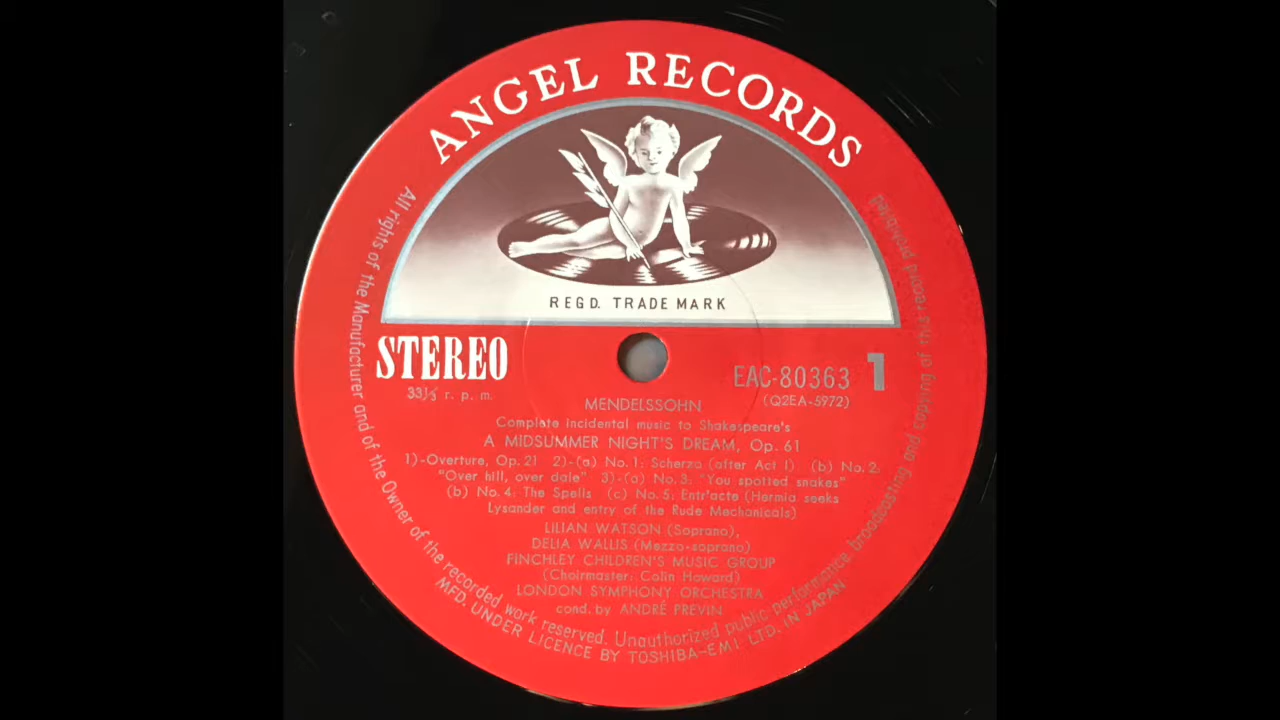 ANGEL RECORDS
REGD. TRADE MARK
STEREO
33⅓ r. p. m.
EAC-80363 1
(Q2EA-5972)
MENDELSSOHN
Complete incidental music to Shakespeare's
A MIDSUMMER NIGHT'S DREAM, Op. 61
1)-Overture, Op. 21 2)-(a) No. 1: Scherzo (after Act I) (b) No. 2:
"Over hill, over dale" 3)-(a) No. 3: "You spotted snakes"
(b) No. 4: The Spells (c) No. 5: Entr'acte (Hermia seeks
Lysander and entry of the Rude Mechanicals)
LILIAN WATSON (Soprano),
DELIA WALLIS (Mezzo-soprano)
FINCHLEY CHILDREN'S MUSIC GROUP
(Choirmaster: Colin Howard)
LONDON SYMPHONY ORCHESTRA
cond. by ANDRÉ PREVIN
All rights of the Manufacturer and of the Owner of the recorded work reserved. Unauthorized public performance broadcasting and copying of this record prohibited
MFD. UNDER LICENCE BY TOSHIBA-EMI LTD. IN JAPAN